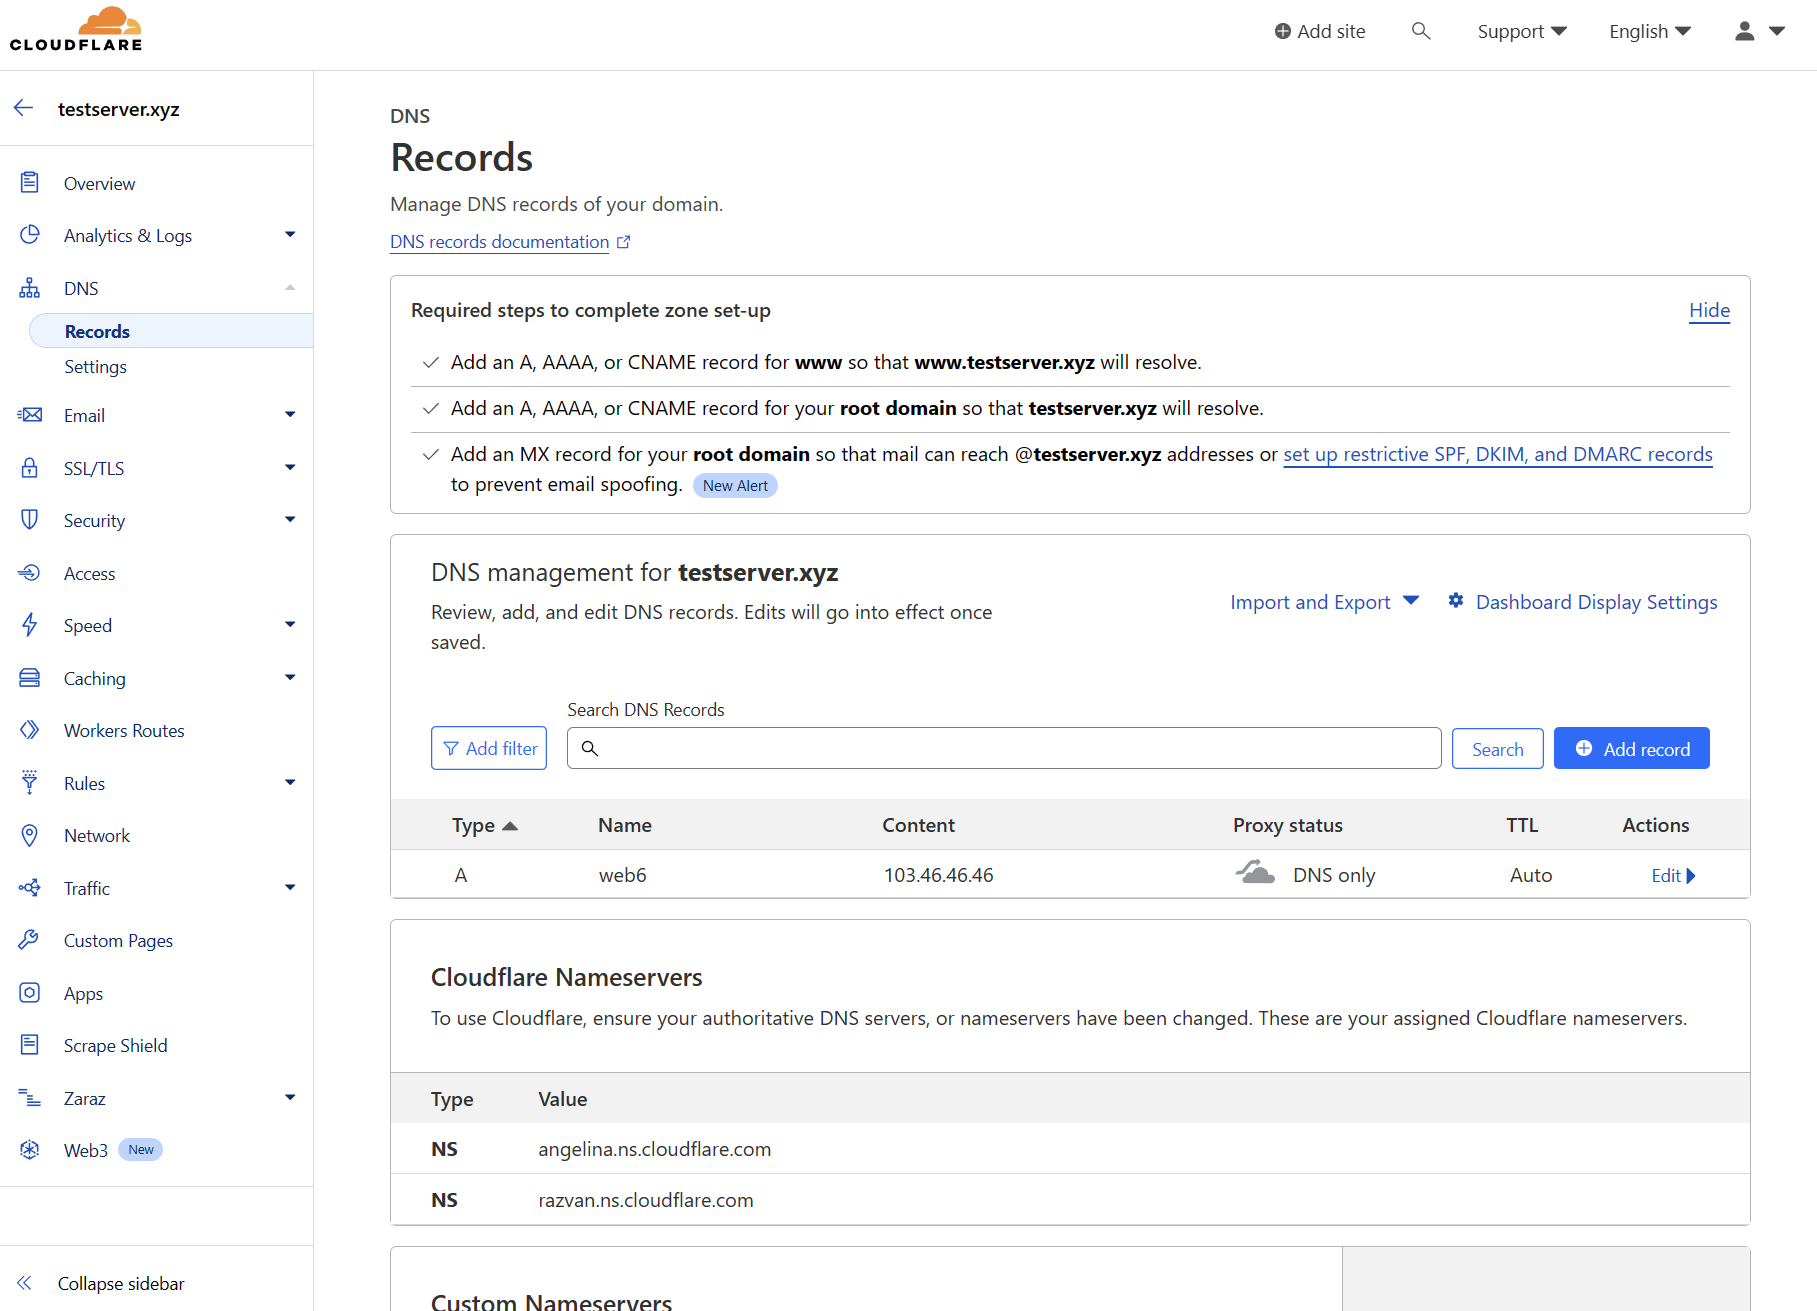 CLOUDFLARE
Add site
Support
English
testserver.xyz
Overview
Analytics & Logs
DNS
Records
Settings
Email
SSL/TLS
Security
Access
Speed
Caching
Workers Routes
Rules
Network
Traffic
Custom Pages
Apps
Scrape Shield
Zaraz
Web3 New
Collapse sidebar
DNS
Records
Manage DNS records of your domain.
DNS records documentation
Required steps to complete zone set-up Hide
Add an A, AAAA, or CNAME record for www so that www.testserver.xyz will resolve.
Add an A, AAAA, or CNAME record for your root domain so that testserver.xyz will resolve.
Add an MX record for your root domain so that mail can reach @testserver.xyz addresses or set up restrictive SPF, DKIM, and DMARC records
to prevent email spoofing. New Alert
DNS management for testserver.xyz
Review, add, and edit DNS records. Edits will go into effect once
saved.
Import and Export Dashboard Display Settings
Search DNS Records
Add filter Search Add record
Type Name Content Proxy status TTL Actions
A web6 103.46.46.46 DNS only Auto Edit
Cloudflare Nameservers
To use Cloudflare, ensure your authoritative DNS servers, or nameservers have been changed. These are your assigned Cloudflare nameservers.
Type Value
NS angelina.ns.cloudflare.com
NS razvan.ns.cloudflare.com
Custom Nameservers